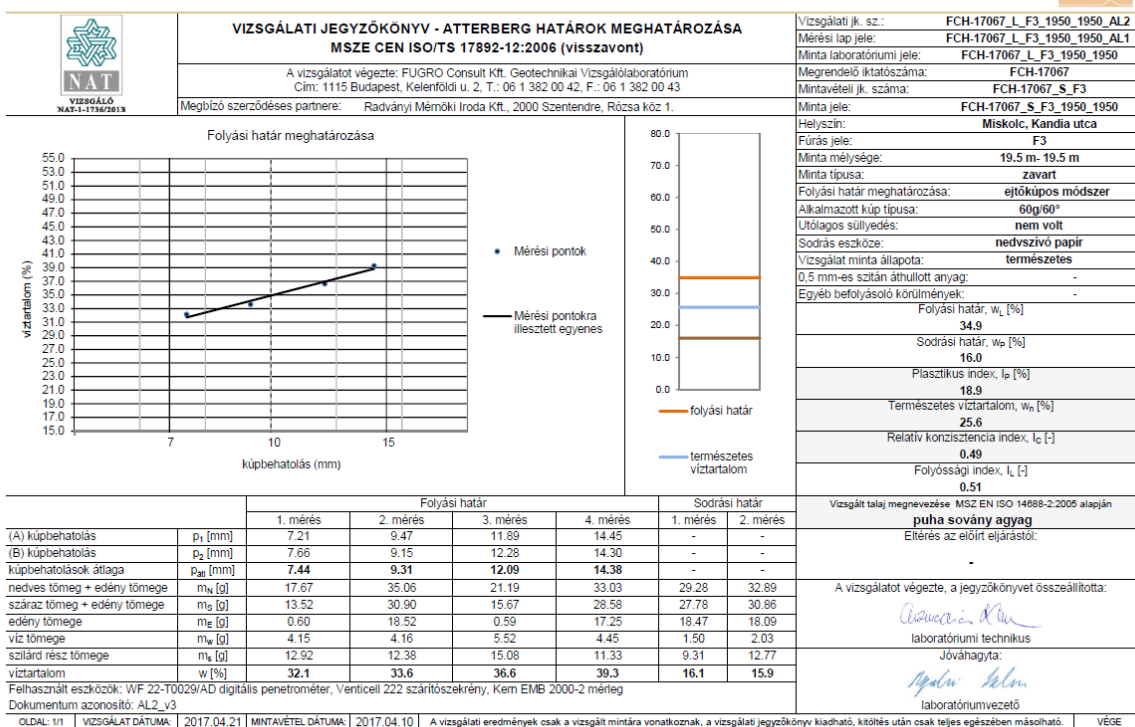 VIZSGÁLATI JEGYZŐKÖNYV - ATTERBERG HATÁROK MEGHATÁROZÁSA
MSZE CEN ISO/TS 17892-12:2006 (visszavont)
NAT
VIZSGÁLÓ
NAT-1-1736/2013
A vizsgálatot végezte: FUGRO Consult Kft. Geotechnikai Vizsgálólaboratórium
Cím: 1115 Budapest, Kelenföldi u. 2, T.: 06 1 382 00 42, F.: 06 1 382 00 43
Megbízó szerződéses partnere: Radványi Mérnöki Iroda Kft., 2000 Szentendre, Rózsa köz 1.
Vizsgálati jk. sz.: FCH-17067_L_F3_1950_1950_AL2
Mérési lap jele: FCH-17067_L_F3_1950_1950_AL1
Minta laboratóriumi jele: FCH-17067_L_F3_1950_1950
Megrendelő iktatószáma: FCH-17067
Mintavételi jk. száma: FCH-17067_S_F3
Minta jele: FCH-17067_S_F3_1950_1950
Helyszín: Miskolc, Kandia utca
Fúrás jele: F3
Minta mélysége: 19.5 m- 19.5 m
Minta típusa: zavart
Folyási határ meghatározása: ejtőkúpos módszer
Alkalmazott kúp típusa: 60g/60°
Utólagos süllyedés: nem volt
Sodrás eszköze: nedvszívó papír
Vizsgálat minta állapota: természetes
0,5 mm-es szitán áthullott anyag: -
Egyéb befolyásoló körülmények: -
Folyási határ, wL [%]
34.9
Sodrási határ, wP [%]
16.0
Plasztikus index, IP [%]
18.9
Természetes víztartalom, wn [%]
25.6
Relatív konzisztencia index, IC [-]
0.49
Folyóssági index, IL [-]
0.51
Folyási határ meghatározása
víztartalom (%)
55.0
53.0
51.0
49.0
47.0
45.0
43.0
41.0
39.0
37.0
35.0
33.0
31.0
29.0
27.0
25.0
23.0
21.0
19.0
17.0
15.0
7 10 15
kúpbehatolás (mm)
Mérési pontok
Mérési pontokra
illesztett egyenes
80.0
70.0
60.0
50.0
40.0
30.0
20.0
10.0
0.0
folyási határ
természetes
víztartalom
Folyási határ Sodrási határ
1. mérés 2. mérés 3. mérés 4. mérés 1. mérés 2. mérés
(A) kúpbehatolás p1 [mm] 7.21 9.47 11.89 14.45 - -
(B) kúpbehatolás p2 [mm] 7.66 9.15 12.28 14.30 - -
kúpbehatolások átlaga pátl [mm] 7.44 9.31 12.09 14.38 - -
nedves tömeg + edény tömege mN [g] 17.67 35.06 21.19 33.03 29.28 32.89
száraz tömeg + edény tömege mS [g] 13.52 30.90 15.67 28.58 27.78 30.86
edény tömege mE [g] 0.60 18.52 0.59 17.25 18.47 18.09
víz tömege mw [g] 4.15 4.16 5.52 4.45 1.50 2.03
szilárd rész tömege ms [g] 12.92 12.38 15.08 11.33 9.31 12.77
víztartalom w [%] 32.1 33.6 36.6 39.3 16.1 15.9
Felhasznált eszközök: WF 22-T0029/AD digitális penetrométer, Venticell 222 szárítószekrény, Kern EMB 2000-2 mérleg
Dokumentum azonosító: AL2_v3
Vizsgált talaj megnevezése MSZ EN ISO 14688-2:2005 alapján
puha sovány agyag
Eltérés az előírt eljárástól:
-
A vizsgálatot végezte, a jegyzőkönyvet összeállította:
laboratóriumi technikus
Jóváhagyta:
laboratóriumvezető
OLDAL: 1/1 VIZSGÁLAT DÁTUMA: 2017.04.21 MINTAVÉTEL DÁTUMA: 2017.04.10 A vizsgálati eredmények csak a vizsgált mintára vonatkoznak, a vizsgálati jegyzőkönyv kiadható, kitöltés után csak teljes egészében másolható. VÉGE